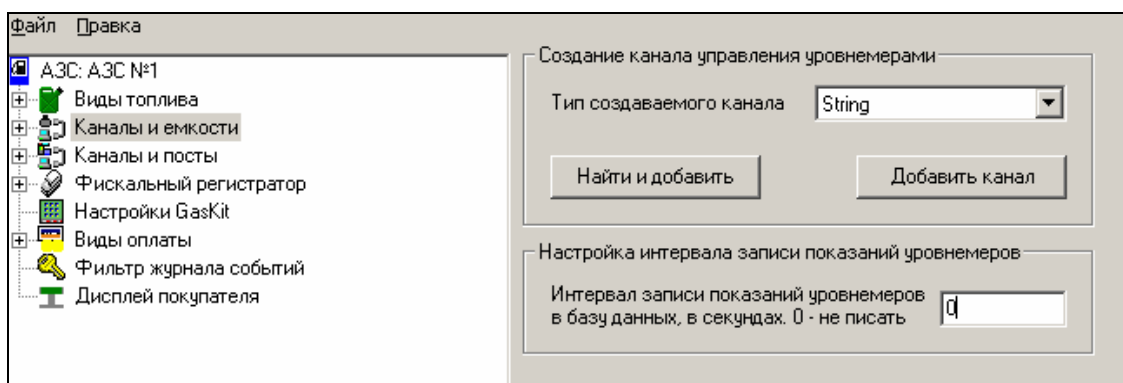 Файл Правка
АЗС: АЗС №1
Виды топлива
Каналы и емкости
Каналы и посты
Фискальный регистратор
Настройки GasKit
Виды оплаты
Фильтр журнала событий
Дисплей покупателя
Создание канала управления уровнемерами
Тип создаваемого канала String
Найти и добавить Добавить канал
Настройка интервала записи показаний уровнемеров
Интервал записи показаний уровнемеров
в базу данных, в секундах. 0 - не писать
0